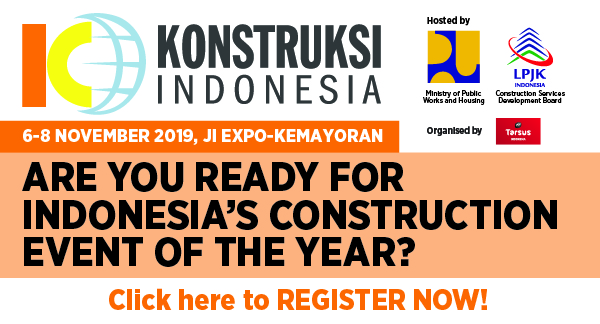 IC
KONSTRUKSI
INDONESIA
Hosted by
LPJK
INDONESIA
Ministry of Public
Works and Housing
Construction Services
Development Board
Organised by
Tarsus
INDONESIA
6-8 NOVEMBER 2019, JI EXPO-KEMAYORAN
ARE YOU READY FOR
INDONESIA'S CONSTRUCTION
EVENT OF THE YEAR?
Click here to REGISTER NOW!